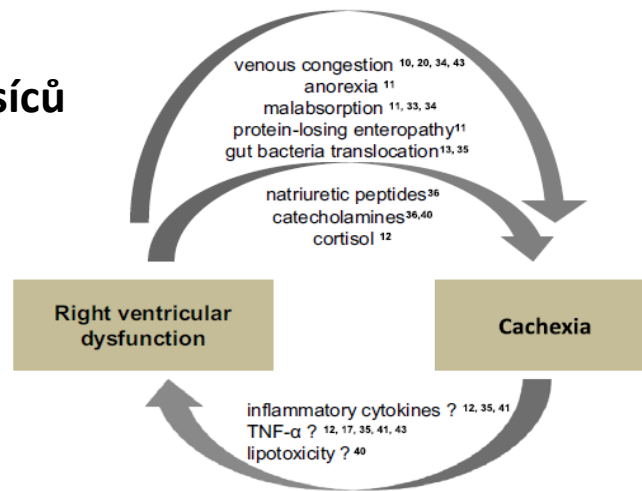 síců
venous congestion 10, 20, 34, 43
anorexia 11
malabsorption 11, 33, 34
protein-losing enteropathy11
gut bacteria translocation13, 35
natriuretic peptides36
catecholamines36,40
cortisol 12
Right ventricular
dysfunction
Cachexia
inflammatory cytokines ? 12, 35, 41
TNF-α ? 12, 17, 35, 41, 43
lipotoxicity ? 40